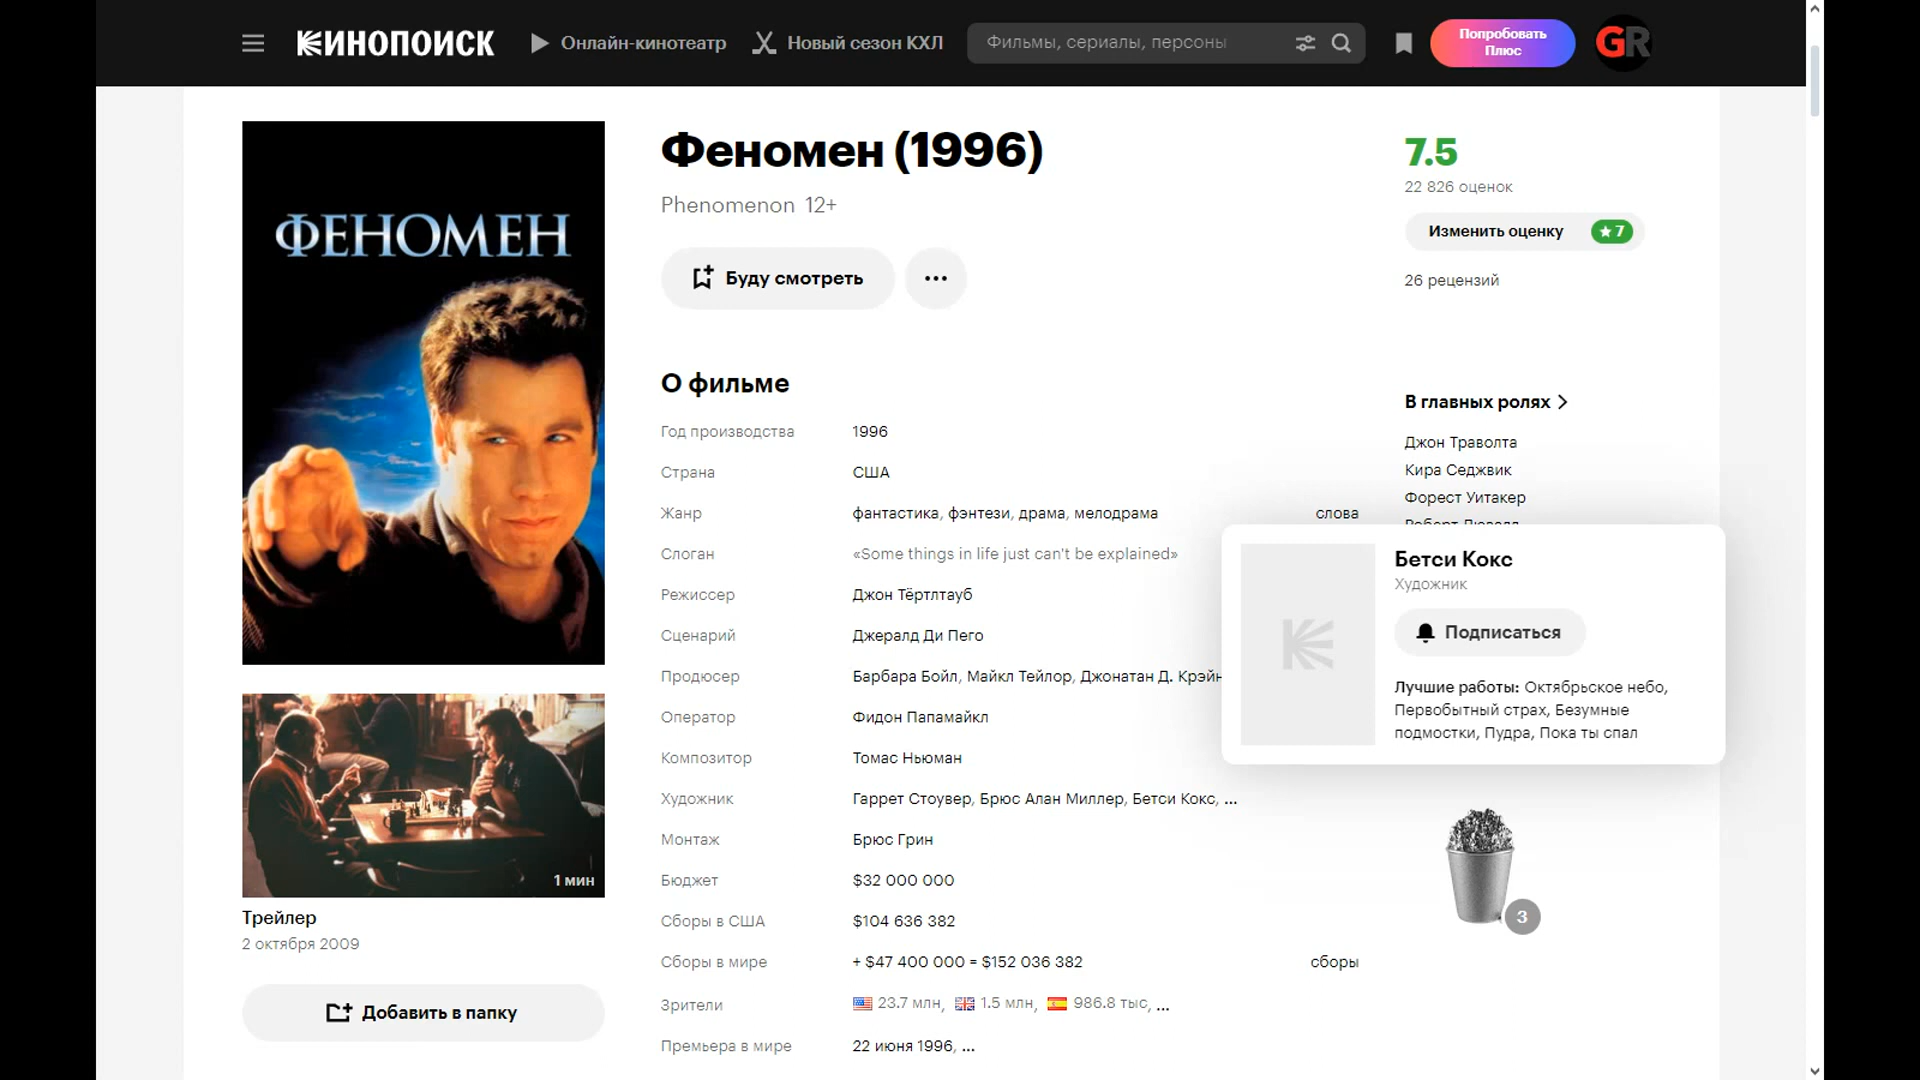 КИНОПОИСК
Онлайн-кинотеатр
Новый сезон КХЛ
Фильмы, сериалы, персоны
Попробовать
Плюс
GR
ФЕНОМЕН
Феномен (1996)
Phenomenon 12+
Буду смотреть
7.5
22 826 оценок
Изменить оценку
7
26 рецензий
О фильме
Год производства 1996
Страна США
Жанр фантастика, фэнтези, драма, мелодрама слова
Слоган «Some things in life just can't be explained»
Режиссер Джон Тёртлтауб
Сценарий Джералд Ди Пего
Продюсер Барбара Бойл, Майкл Тейлор, Джонатан Д. Крэйн
Оператор Фидон Папамайкл
Композитор Томас Ньюман
Художник Гаррет Стоувер, Брюс Алан Миллер, Бетси Кокс, ...
Монтаж Брюс Грин
Бюджет $32 000 000
Сборы в США $104 636 382
Сборы в мире + $47 400 000 = $152 036 382 сборы
Зрители 23.7 млн, 1.5 млн, 986.8 тыс, ...
Премьера в мире 22 июня 1996, ...
В главных ролях
Джон Траволта
Кира Седжвик
Форест Уитакер
Роберт Дювалл
Бетси Кокс
Художник
Подписаться
Лучшие работы: Октябрьское небо,
Первобытный страх, Безумные
подмостки, Пудра, Пока ты спал
3
1 мин
Трейлер
2 октября 2009
Добавить в папку